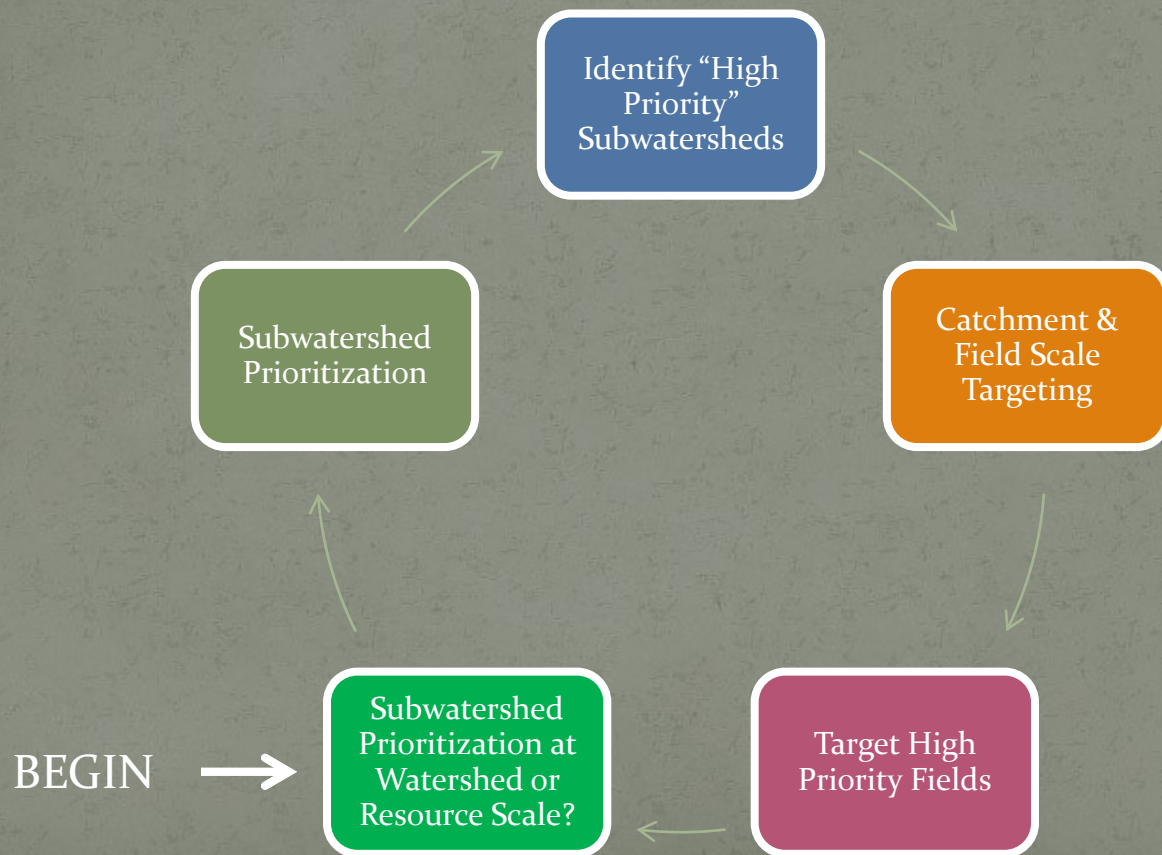 Identify “High
Priority”
Subwatersheds
Subwatershed
Prioritization
Catchment &
Field Scale
Targeting
BEGIN
Subwatershed
Prioritization at
Watershed or
Resource Scale?
Target High
Priority Fields